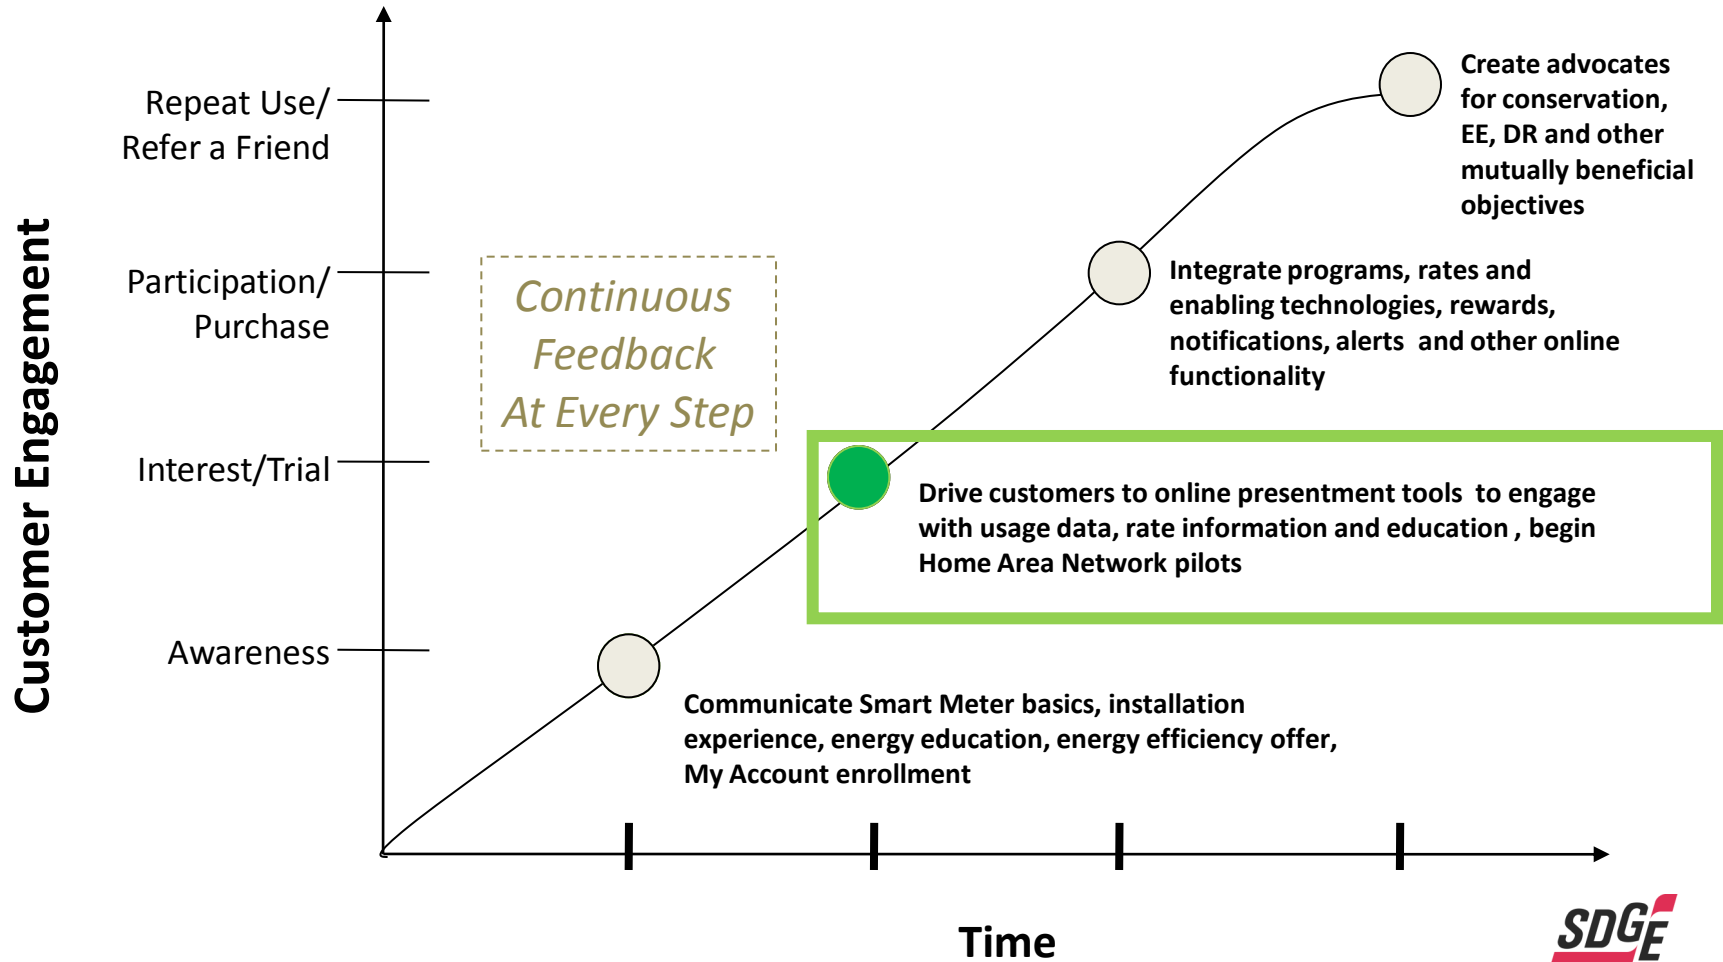 Customer Engagement
Repeat Use/
Refer a Friend
Participation/
Purchase
Interest/Trial
Awareness
Continuous
Feedback
At Every Step
Create advocates
for conservation,
EE, DR and other
mutually beneficial
objectives
Integrate programs, rates and
enabling technologies, rewards,
notifications, alerts and other online
functionality
Drive customers to online presentment tools to engage
with usage data, rate information and education , begin
Home Area Network pilots
Communicate Smart Meter basics, installation
experience, energy education, energy efficiency offer,
My Account enrollment
Time
SDGE